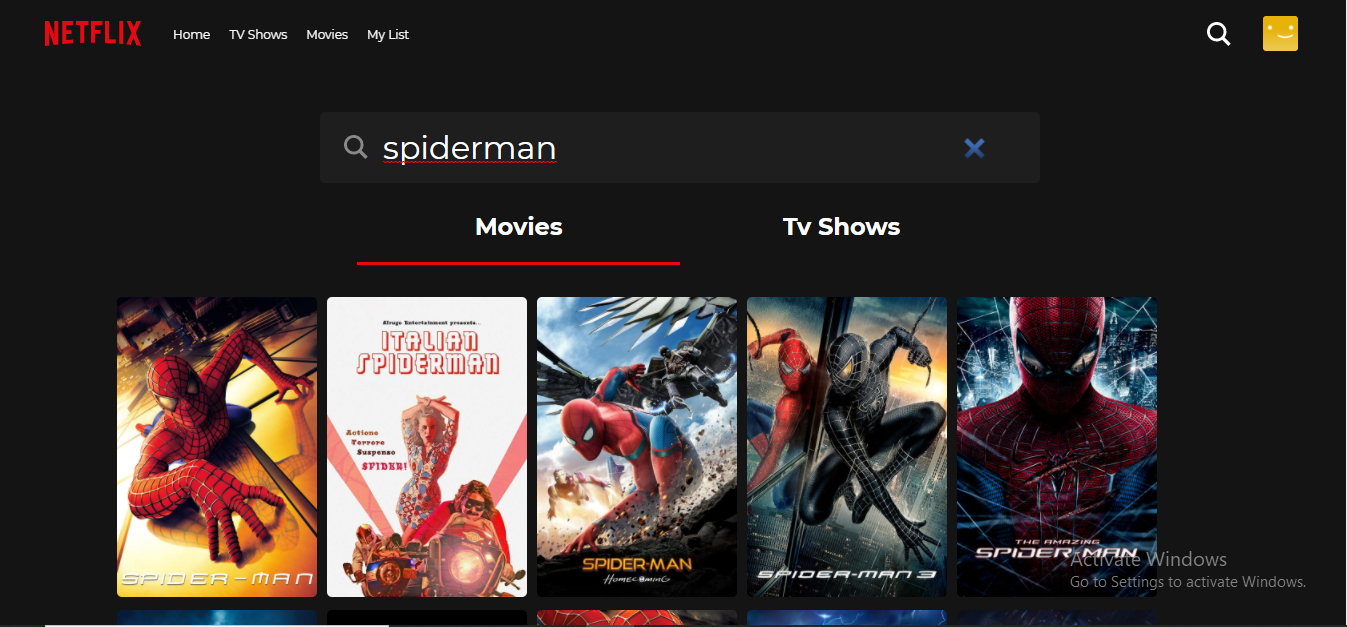 NETFLIX Home TV Shows Movies My List
spiderman
Movies Tv Shows
SPIDER-MAN
Alrugo Entertainment presents...
ITALIAN
SPIDERMAN
Actione
Terrore
Suspenso
SPIDER!
SPIDER-MAN
HOMECOMING
SPIDER-MAN 3
THE AMAZING
SPIDER-MAN
Activate Windows
Go to Settings to activate Windows.